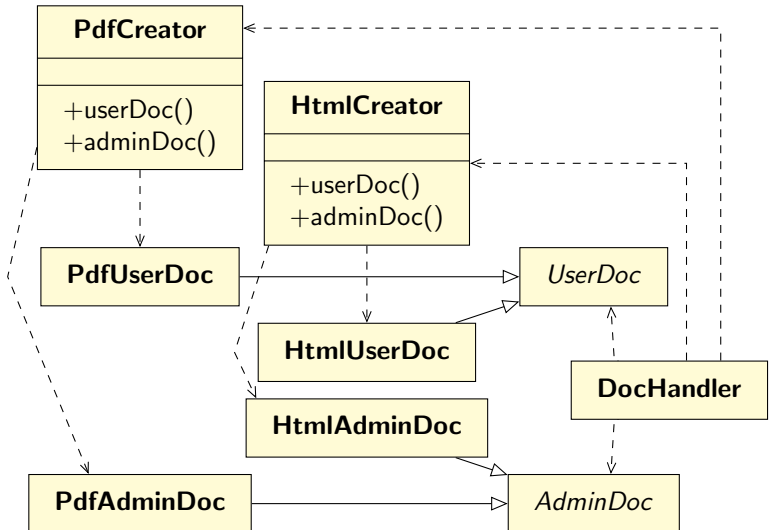 PdfCreator
+userDoc()
+adminDoc()
HtmlCreator
+userDoc()
+adminDoc()
PdfUserDoc
UserDoc
HtmlUserDoc
DocHandler
HtmlAdminDoc
PdfAdminDoc
AdminDoc